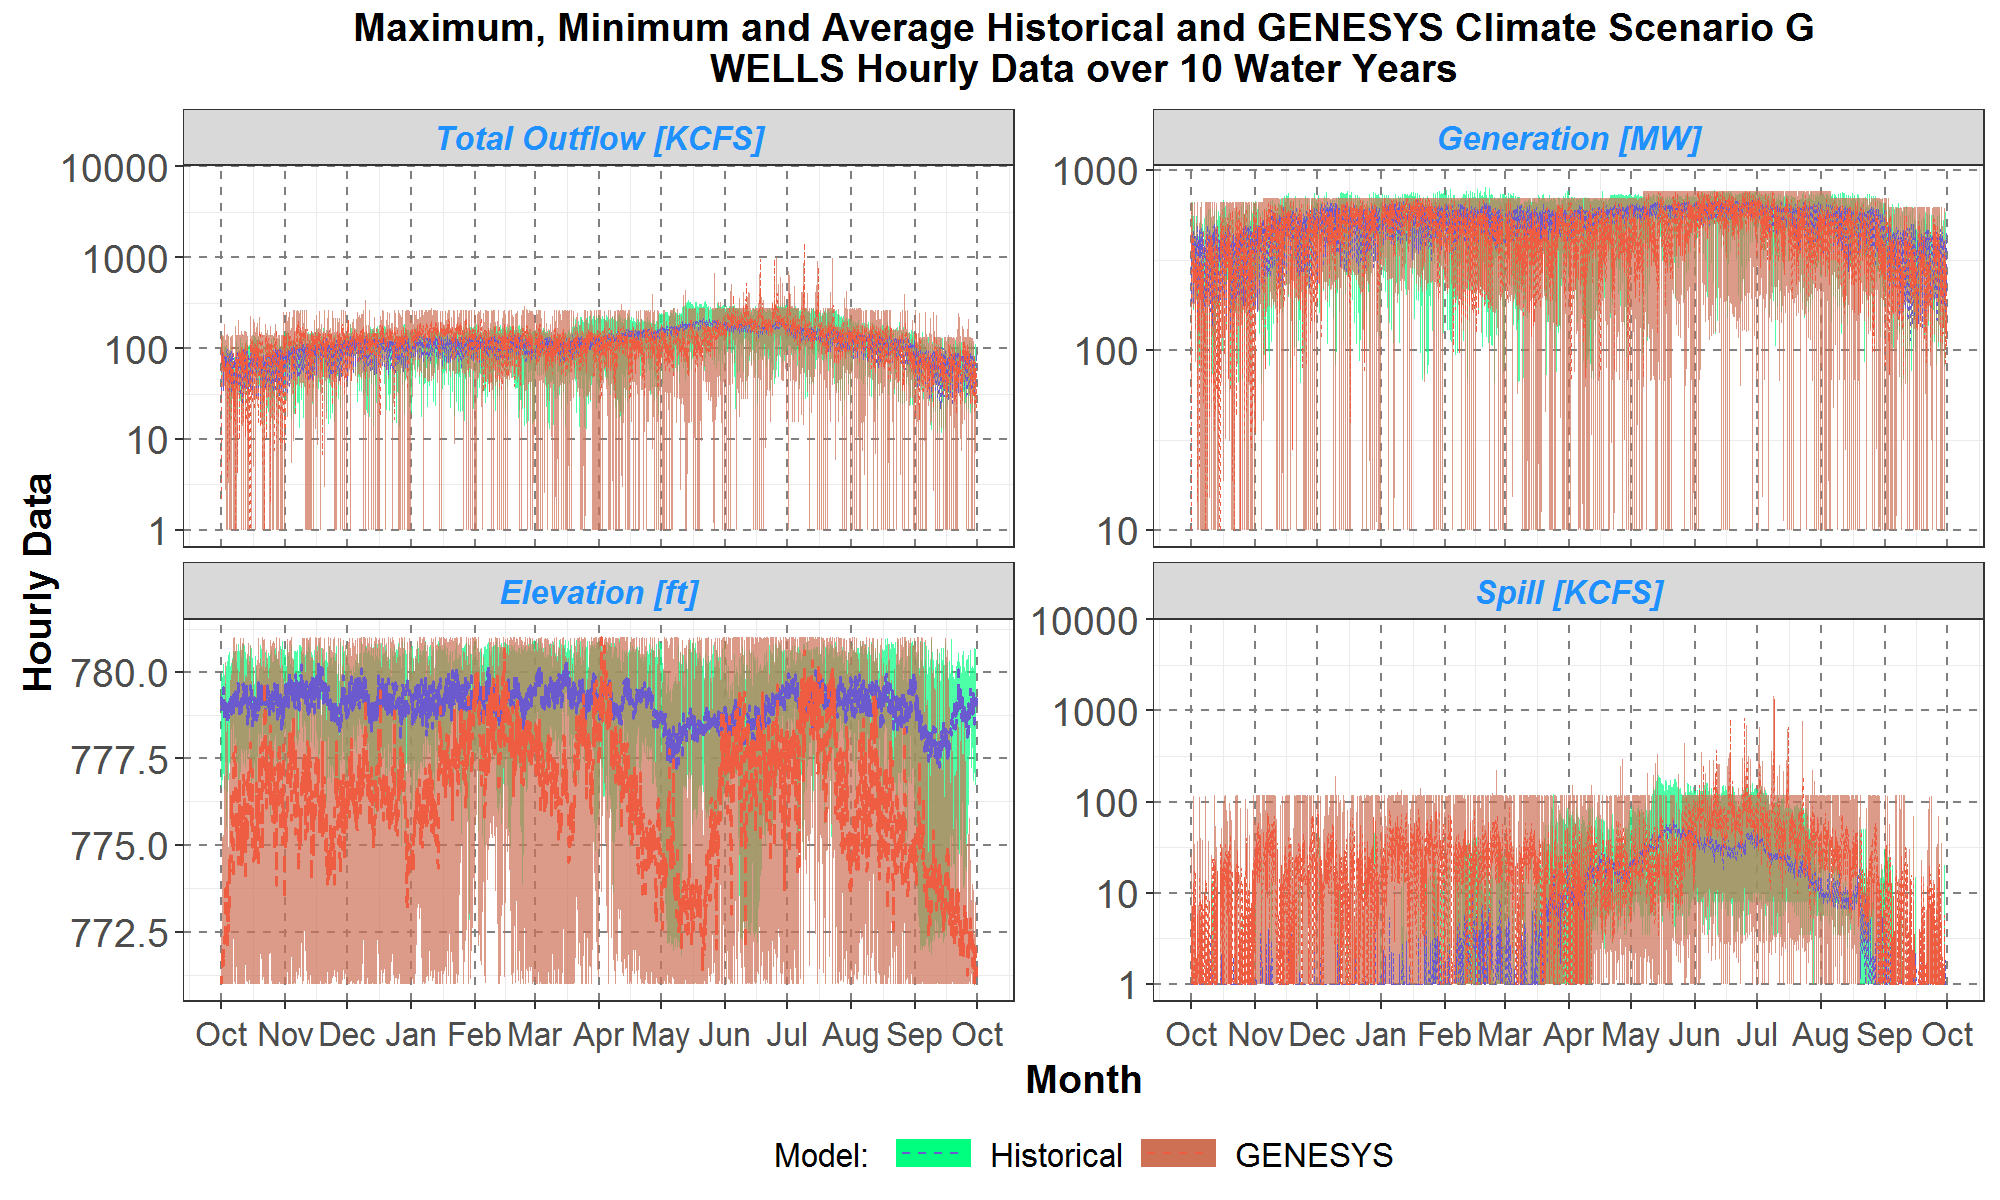 Maximum, Minimum and Average Historical and GENESYS Climate Scenario G
WELLS Hourly Data over 10 Water Years
Total Outflow [KCFS]
Generation [MW]
10000
1000
100
10
1
1000
100
10
Hourly Data
Elevation [ft]
Spill [KCFS]
780.0
777.5
775.0
772.5
10000
1000
100
10
1
Oct Nov Dec Jan Feb Mar Apr May Jun Jul Aug Sep Oct
Oct Nov Dec Jan Feb Mar Apr May Jun Jul Aug Sep Oct
Month
Model: Historical GENESYS